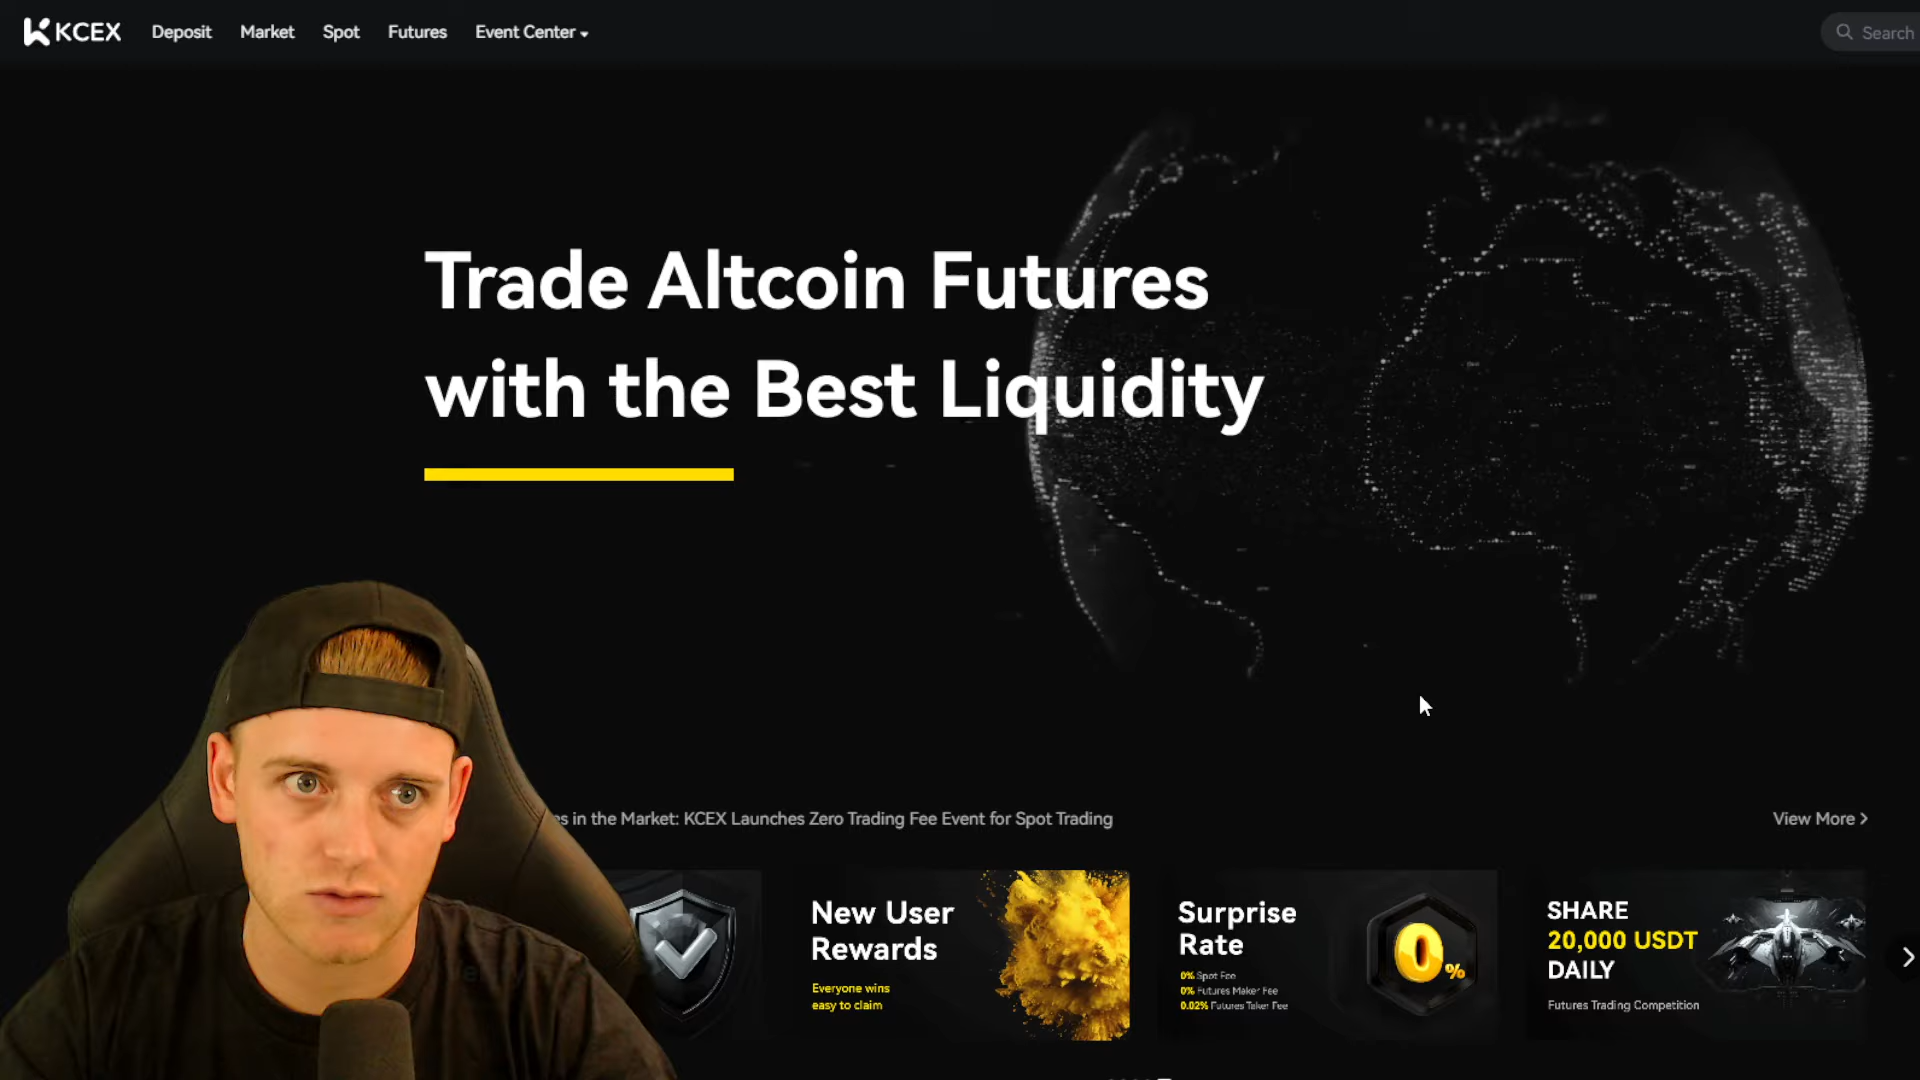 KCEX Deposit Market Spot Futures Event Center Search
Trade Altcoin Futures
with the Best Liquidity
in the Market: KCEX Launches Zero Trading Fee Event for Spot Trading
View More
New User
Rewards
Everyone wins
easy to claim
Surprise
Rate
0% Spot Fee
0% Futures Maker Fee
0.02% Futures Taker Fee
0%
SHARE
20,000 USDT
DAILY
Futures Trading Competition